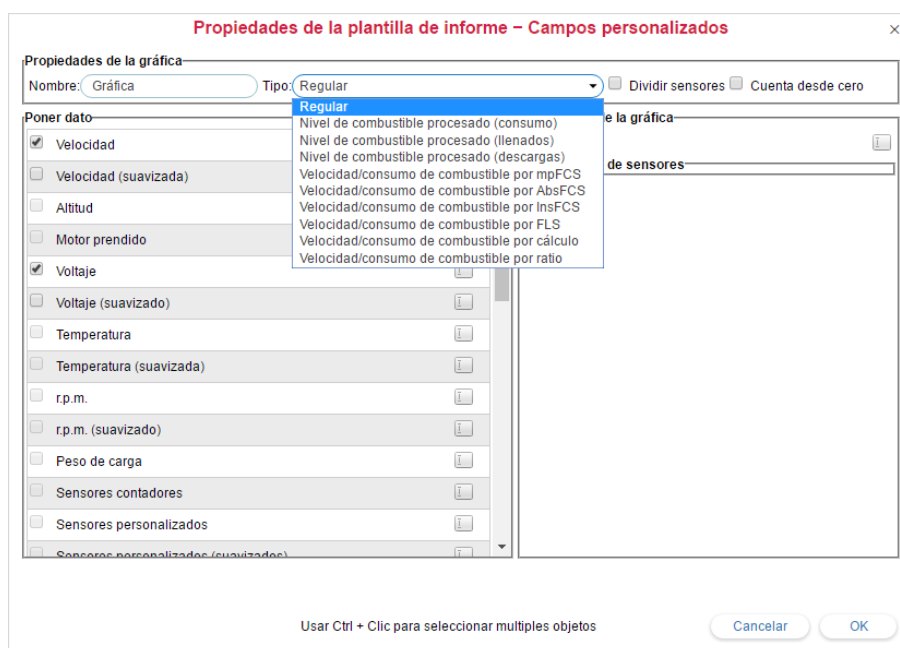 Propiedades de la plantilla de informe – Campos personalizados
Propiedades de la gráfica
Nombre: Gráfica Tipo: Regular Dividir sensores Cuenta desde cero
Regular
Nivel de combustible procesado (consumo)
Nivel de combustible procesado (llenados)
Nivel de combustible procesado (descargas)
Velocidad/consumo de combustible por mpFCS
Velocidad/consumo de combustible por AbsFCS
Velocidad/consumo de combustible por InsFCS
Velocidad/consumo de combustible por FLS
Velocidad/consumo de combustible por cálculo
Velocidad/consumo de combustible por ratio
Poner dato
Velocidad
Velocidad (suavizada)
Altitud
Motor prendido
Voltaje
Voltaje (suavizado)
Temperatura
Temperatura (suavizada)
r.p.m.
r.p.m. (suavizado)
Peso de carga
Sensores contadores
Sensores personalizados
Sensores personalizados (suavizados)
la gráfica
de sensores
Usar Ctrl + Clic para seleccionar multiples objetos
Cancelar
OK